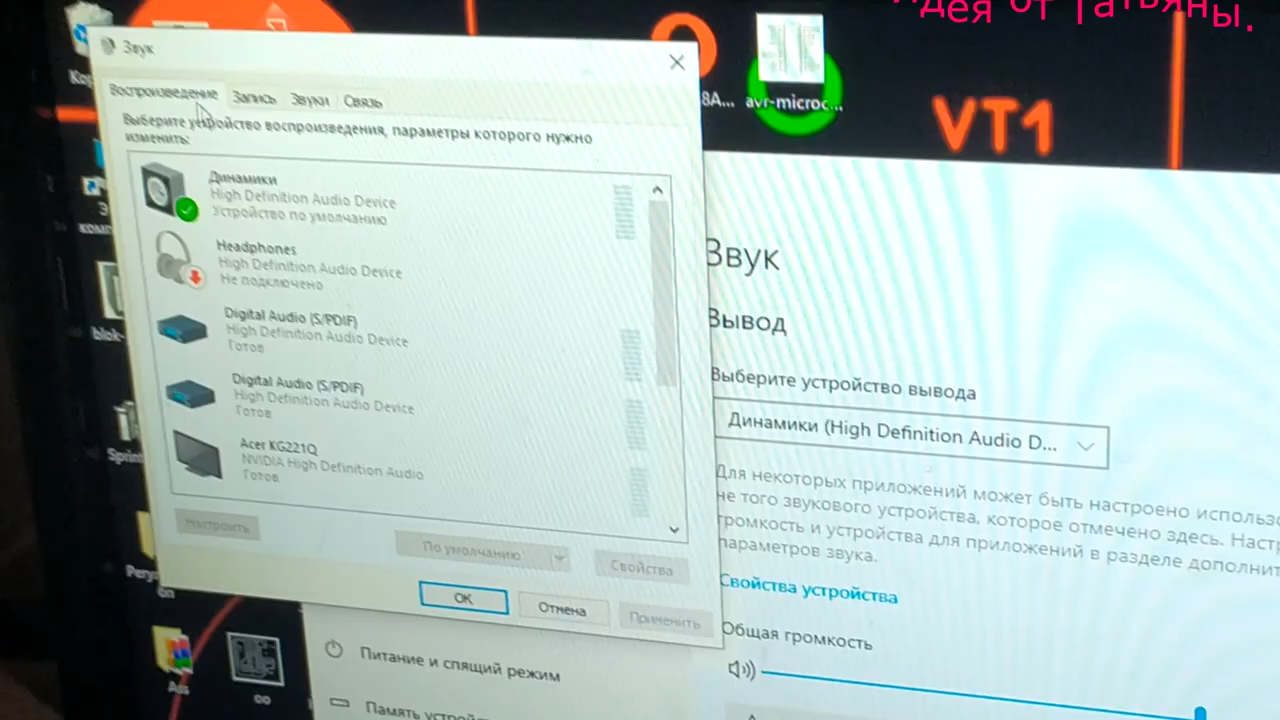 Идея от Татьяны.
8A...
avr-microc...
VT1
Звук
Воспроизведение
Запись
Звуки
Связь
Выберите устройство воспроизведения, параметры которого нужно
изменить:
Динамики
High Definition Audio Device
Устройство по умолчанию
Headphones
High Definition Audio Device
Не подключено
Digital Audio (S/PDIF)
High Definition Audio Device
Готов
Digital Audio (S/PDIF)
High Definition Audio Device
Готов
Acer KG221Q
NVIDIA High Definition Audio
Готов
Настроить
По умолчанию
Свойства
ОК
Отмена
Применить
Звук
Вывод
Выберите устройство вывода
Динамики (High Definition Audio D...
Для некоторых приложений может быть настроено
не того звукового устройства, которое отмечено здесь.
громкость и устройства для приложений в разделе
параметров звука.
Свойства устройства
Общая громкость
Питание и спящий режим
Память
blok-
Ass
oo